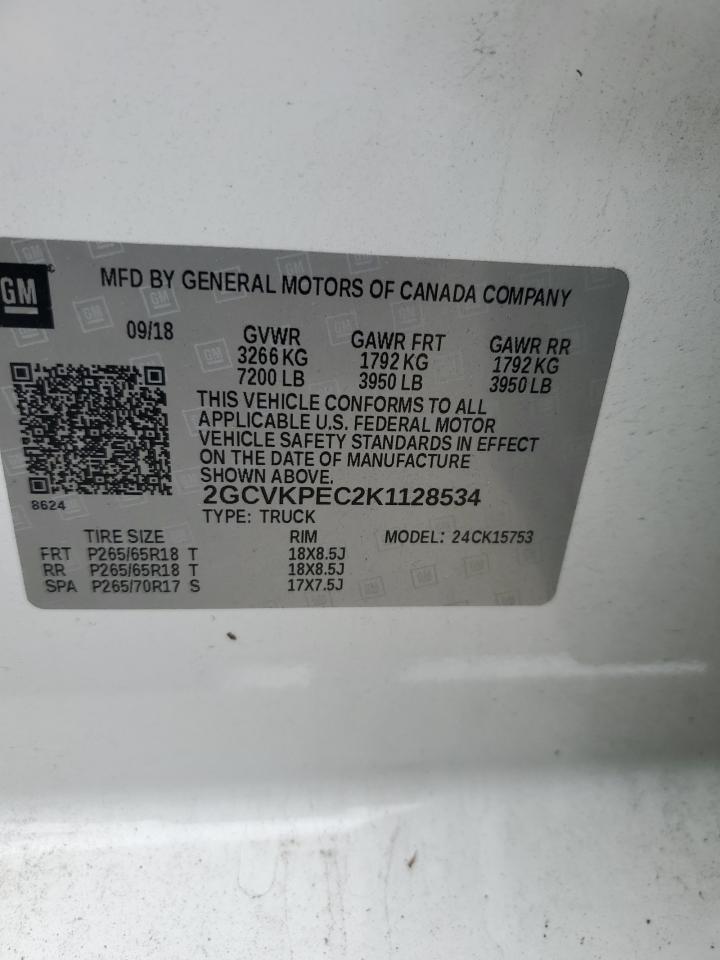 GM
MFD BY GENERAL MOTORS OF CANADA COMPANY
09/18
GVWR GAWR FRT GAWR RR
3266 KG 1792 KG 1792 KG
7200 LB 3950 LB 3950 LB
THIS VEHICLE CONFORMS TO ALL
APPLICABLE U.S. FEDERAL MOTOR
VEHICLE SAFETY STANDARDS IN EFFECT
ON THE DATE OF MANUFACTURE
SHOWN ABOVE.
8624
2GCVKPEC2K1128534
TYPE: TRUCK MODEL: 24CK15753
TIRE SIZE RIM
FRT P265/65R18 T 18X8.5J
RR P265/65R18 T 18X8.5J
SPA P265/70R17 S 17X7.5J